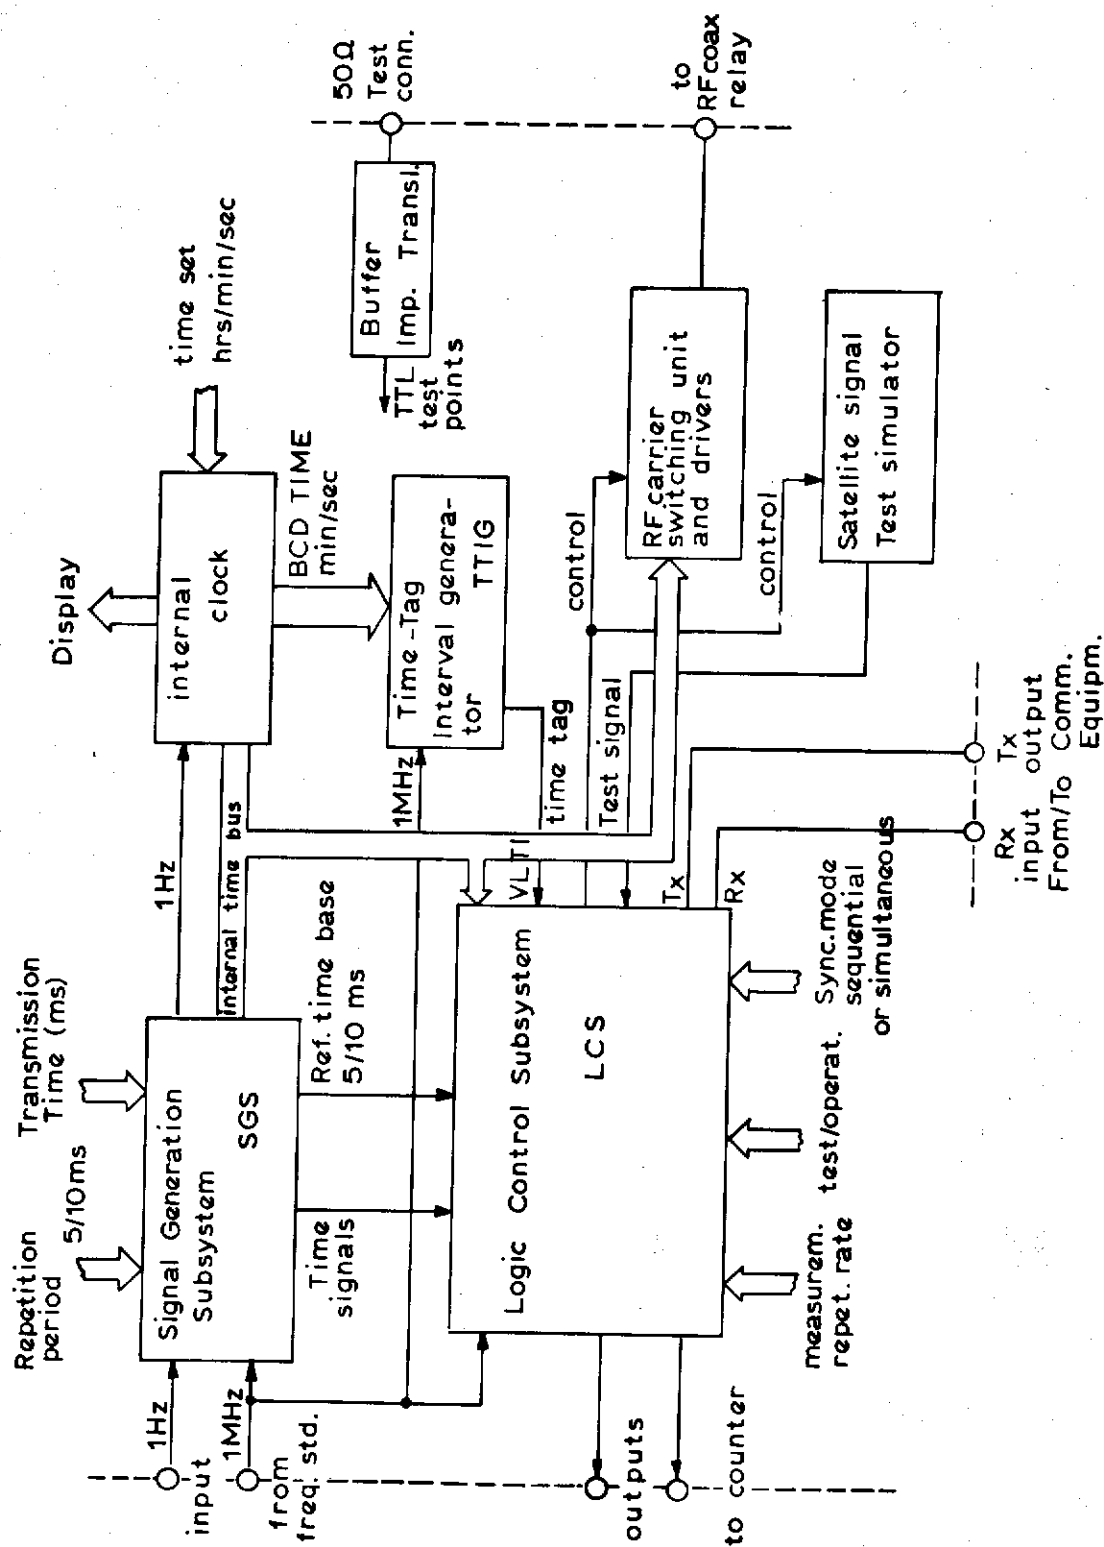 Repetition
period
5/10ms
Transmission
Time (ms)
Display
time set
hrs/min/sec
50Ω
Test
conn.
1Hz
input
1MHz
from
freq. std.
Signal Generation
Subsystem
SGS
1Hz
Internal time bus
internal
clock
BCD TIME
min/sec
Buffer
Imp. Transl.
TTL
test
points
Time
signals
Ref. time base
5/10 ms
1MHz
Time-Tag
Interval genera-
tor
TTIG
time tag
VLTI
Logic Control Subsystem
LCS
control
Test signal
Tx
Rx
RF carrier
switching unit
and drivers
to
RF coax
relay
control
Satellite signal
Test simulator
outputs
to counter
measurem.
repet. rate
test/operat.
Sync. mode
sequential
or simultaneous
Rx
input
Tx
output
From/To Comm.
Equipm.